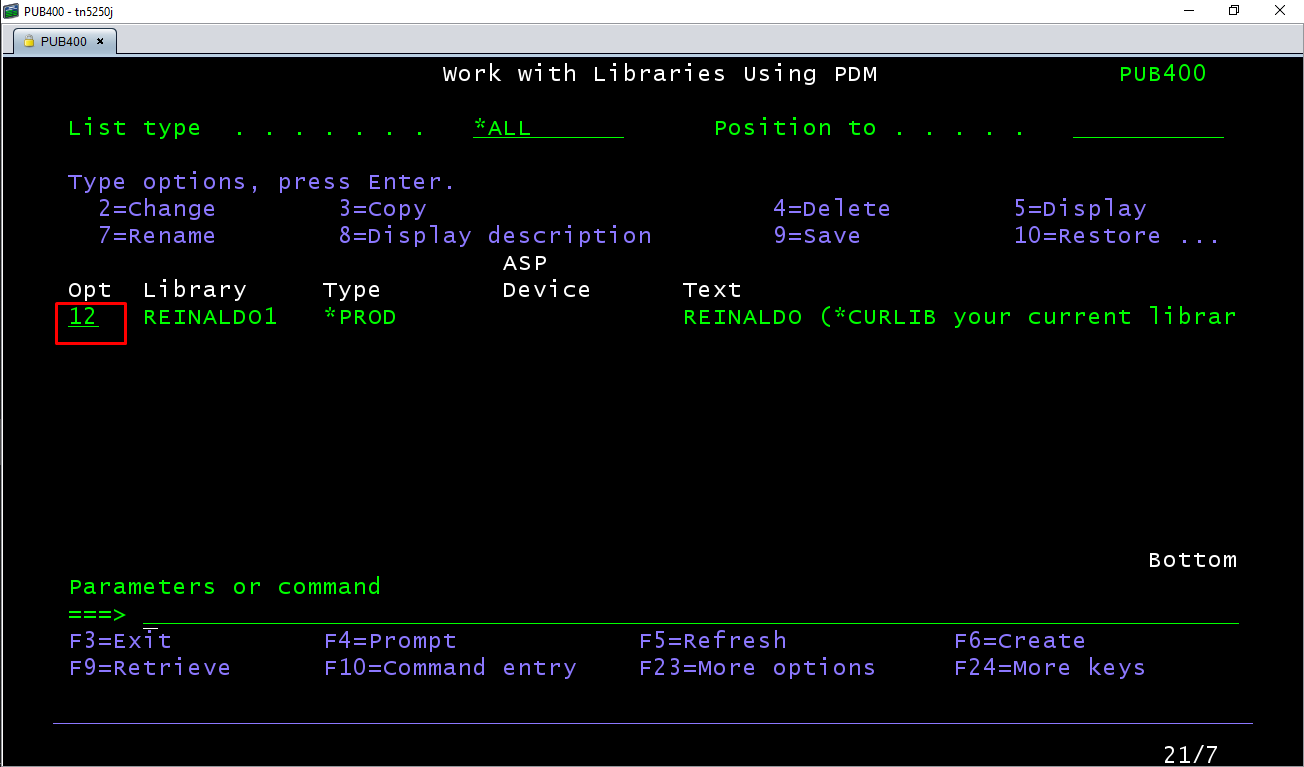 PUB400 - tn5250j
PUB400 ×
Work with Libraries Using PDM PUB400
List type . . . . . . . *ALL Position to . . . . .
Type options, press Enter.
2=Change 3=Copy 4=Delete 5=Display
7=Rename 8=Display description 9=Save 10=Restore ...
ASP
Opt Library Type Device Text
12 REINALDO1 *PROD REINALDO (*CURLIB your current librar
Bottom
Parameters or command
===>
F3=Exit F4=Prompt F5=Refresh F6=Create
F9=Retrieve F10=Command entry F23=More options F24=More keys
21/7